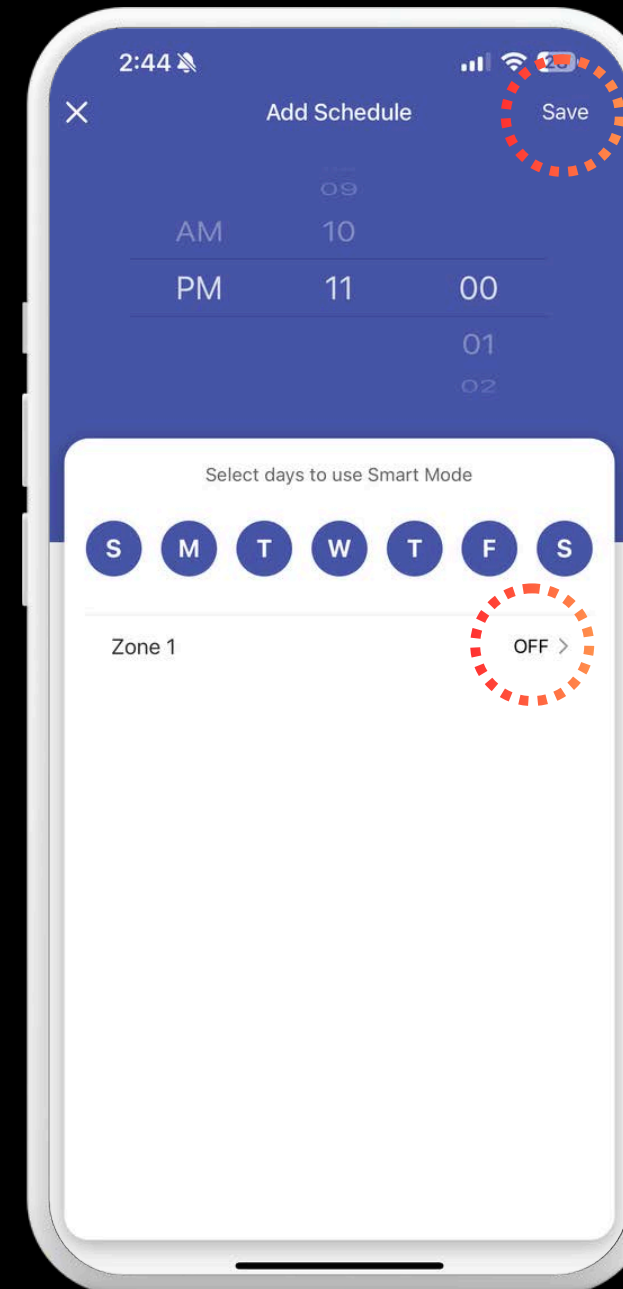 2:44
Add Schedule Save
09
AM 10
PM 11 00
01
02
Select days to use Smart Mode
S M T W T F S
Zone 1 OFF